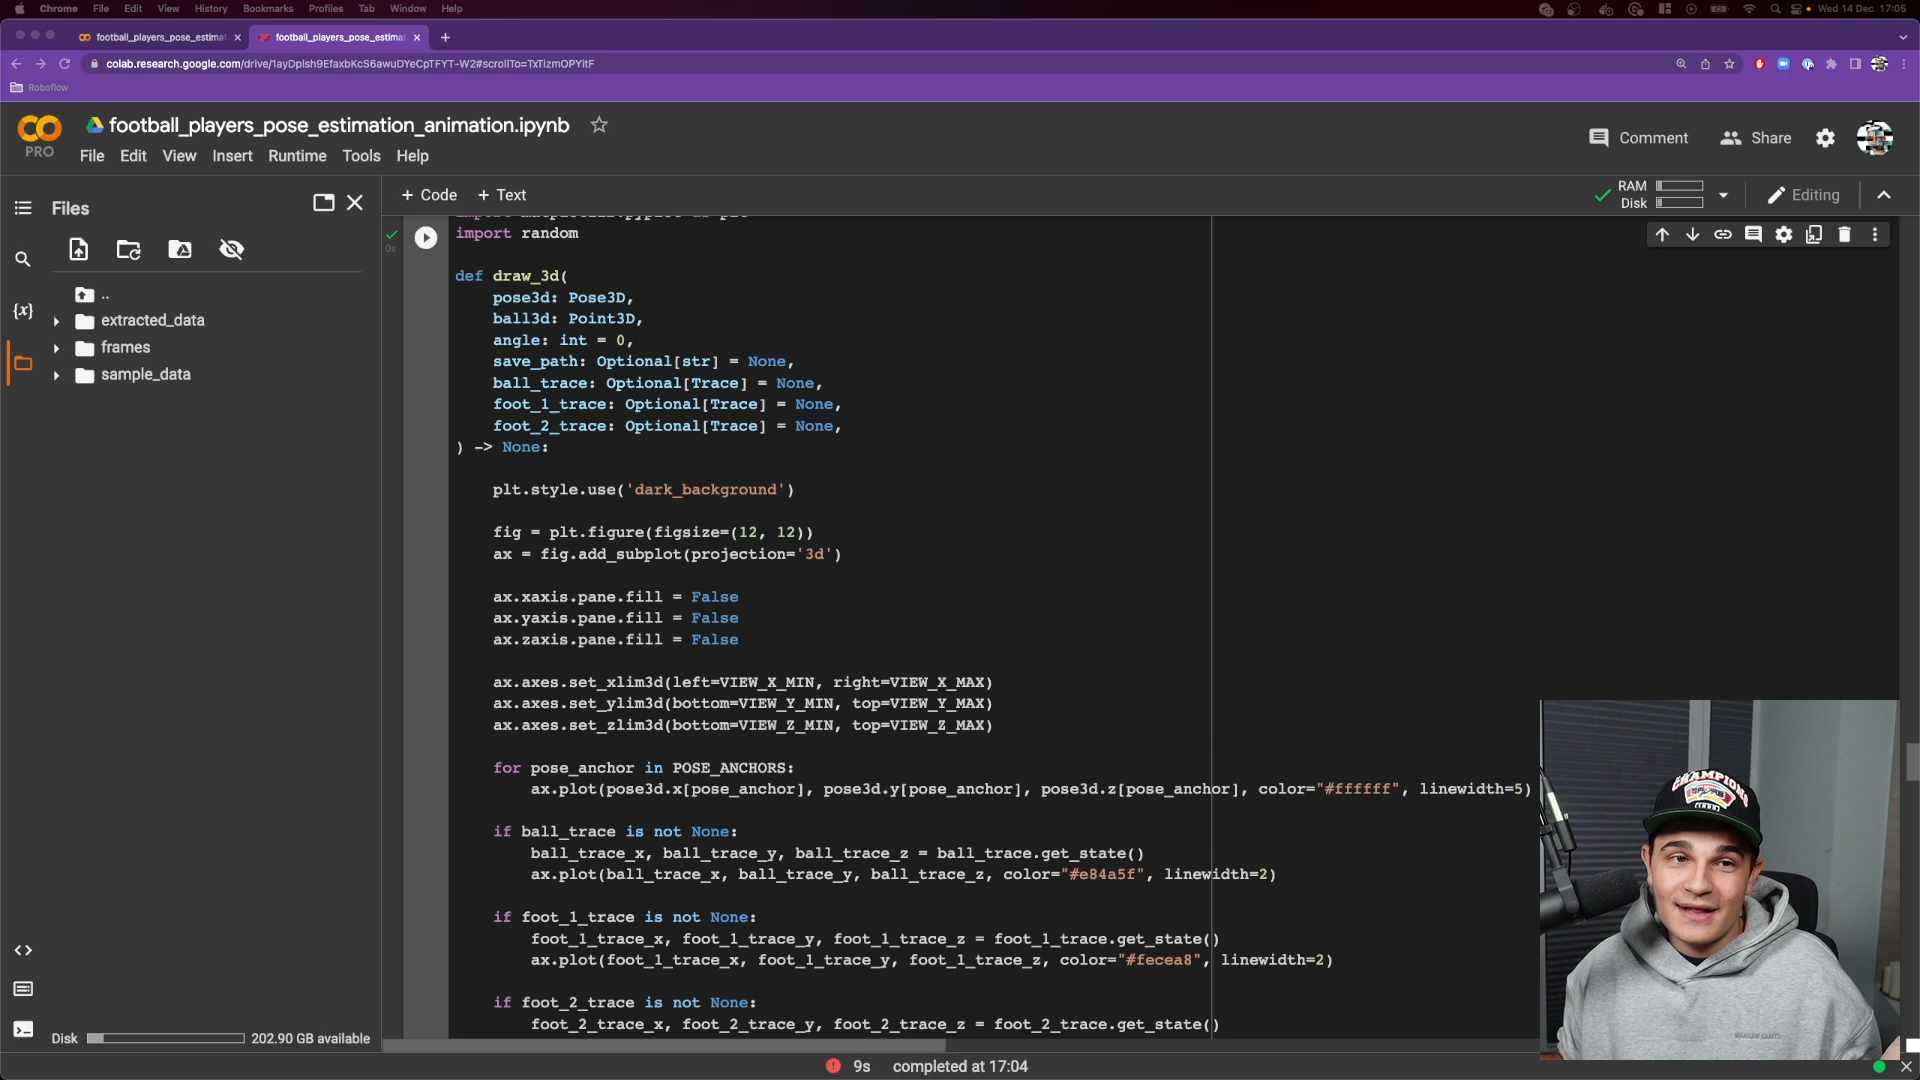 Chrome File Edit View History Bookmarks Profiles Tab Window Help Wed 14 Dec 17:05
football_players_pose_estima football_players_pose_estima
colab.research.google.com/drive/1ayDplsh9EfaxbKcS6awuDYeCpTFYT-W2#scrollTo=TxTizmOPYitF
Roboflow
football_players_pose_estimation_animation.ipynb
PRO
File Edit View Insert Runtime Tools Help
Comment Share
Files
+ Code + Text
RAM
Disk
Editing
..
extracted_data
frames
sample_data
{x}
0s
import random
def draw_3d(
pose3d: Pose3D,
ball3d: Point3D,
angle: int = 0,
save_path: Optional[str] = None,
ball_trace: Optional[Trace] = None,
foot_1_trace: Optional[Trace] = None,
foot_2_trace: Optional[Trace] = None,
) -> None:
plt.style.use('dark_background')
fig = plt.figure(figsize=(12, 12))
ax = fig.add_subplot(projection='3d')
ax.xaxis.pane.fill = False
ax.yaxis.pane.fill = False
ax.zaxis.pane.fill = False
ax.axes.set_xlim3d(left=VIEW_X_MIN, right=VIEW_X_MAX)
ax.axes.set_ylim3d(bottom=VIEW_Y_MIN, top=VIEW_Y_MAX)
ax.axes.set_zlim3d(bottom=VIEW_Z_MIN, top=VIEW_Z_MAX)
for pose_anchor in POSE_ANCHORS:
ax.plot(pose3d.x[pose_anchor], pose3d.y[pose_anchor], pose3d.z[pose_anchor], color="#ffffff", linewidth=5)
if ball_trace is not None:
ball_trace_x, ball_trace_y, ball_trace_z = ball_trace.get_state()
ax.plot(ball_trace_x, ball_trace_y, ball_trace_z, color="#e84a5f", linewidth=2)
if foot_1_trace is not None:
foot_1_trace_x, foot_1_trace_y, foot_1_trace_z = foot_1_trace.get_state()
ax.plot(foot_1_trace_x, foot_1_trace_y, foot_1_trace_z, color="#fecea8", linewidth=2)
if foot_2_trace is not None:
foot_2_trace_x, foot_2_trace_y, foot_2_trace_z = foot_2_trace.get_state()
CHAMPIONS
Disk 202.90 GB available
9s completed at 17:04